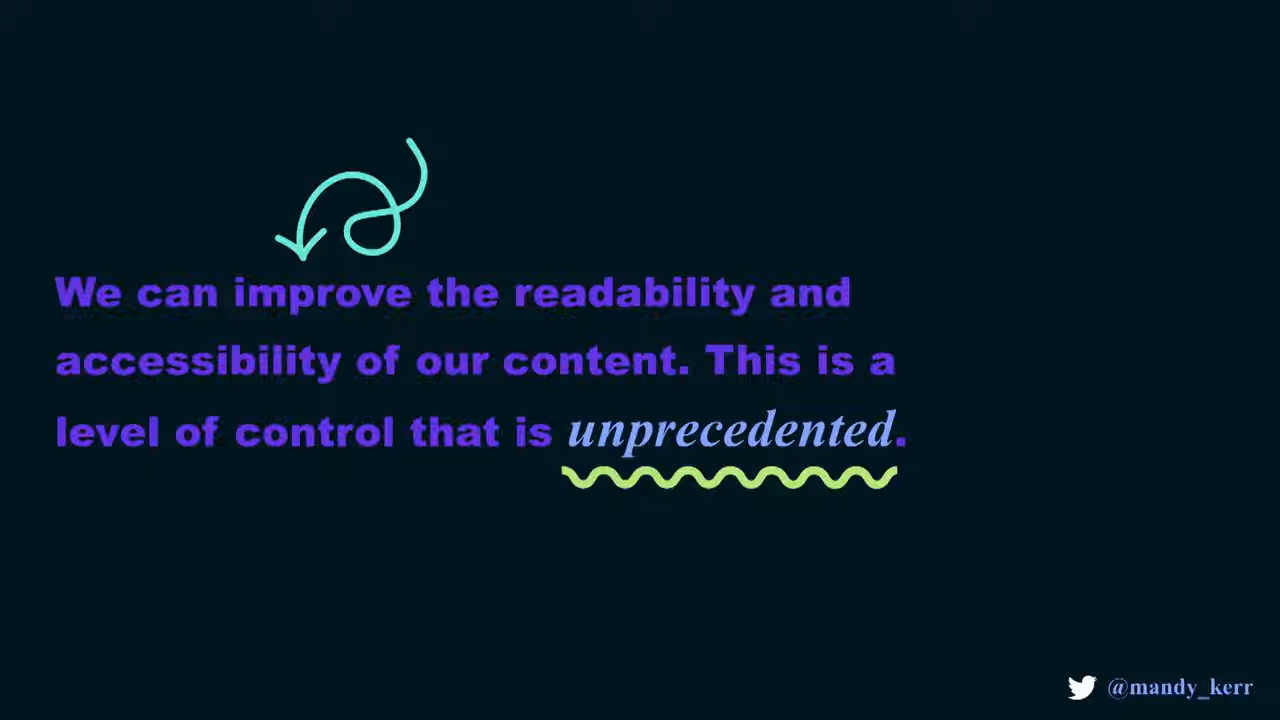 We can improve the readability and
accessibility of our content. This is a
level of control that is unprecedented.
@mandy_kerr